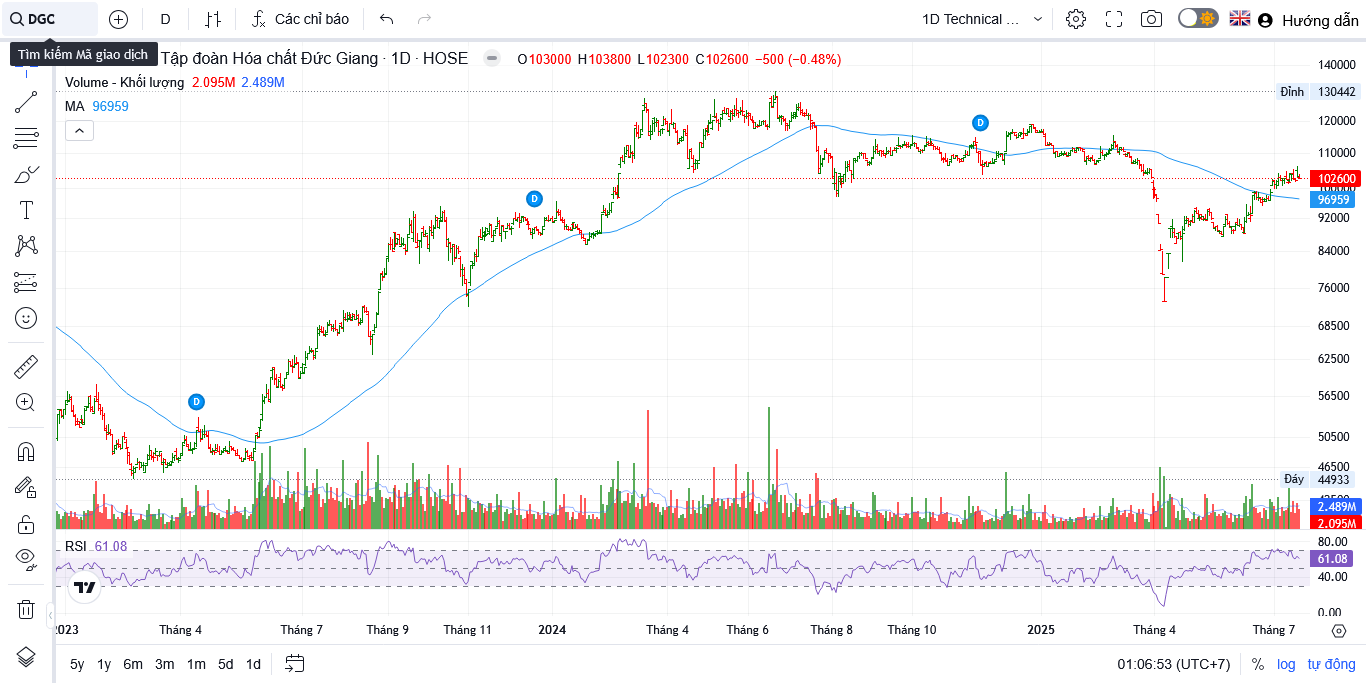 DGC
D
Các chỉ báo
1D Technical ...
Hướng dẫn
Tìm kiếm Mã giao dịch
Tập đoàn Hóa chất Đức Giang · 1D · HOSE
O103000 H103800 L102300 C102600 −500 (−0.48%)
Volume - Khối lượng 2.095M 2.489M
MA 96959
140000
Đỉnh 130442
120000
110000
102600
96959
92000
84000
76000
68500
62500
56500
50500
46500
Đáy 44933
2.489M
2.095M
D
D
D
RSI 61.08
80.00
61.08
40.00
0.00
2023
Tháng 4
Tháng 7
Tháng 9
Tháng 11
2024
Tháng 4
Tháng 6
Tháng 8
Tháng 10
2025
Tháng 4
Tháng 7
5y 1y 6m 3m 1m 5d 1d
01:06:53 (UTC+7)
% log tự động